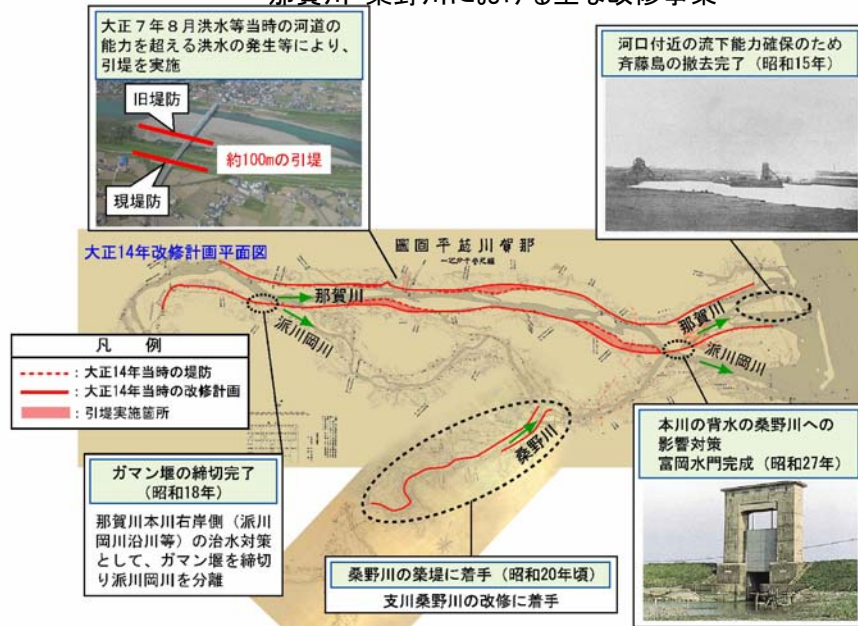 那賀川・桑野川における主な改修事業
大正7年8月洪水等当時の河道の
能力を超える洪水の発生等により、
引堤を実施
旧堤防
約100mの引堤
現堤防
河口付近の流下能力確保のため
斉藤島の撤去完了（昭和15年）
大正14年改修計画平面図
圖面平並川賀那
那賀川
派川岡川
那賀川
派川岡川
桑野川
凡　例
：大正14年当時の堤防
：大正14年当時の改修計画
：引堤実施箇所
ガマン堰の締切完了
（昭和18年）
那賀川本川右岸側（派川
岡川沿川等）の治水対策
として、ガマン堰を締切
り派川岡川を分離
桑野川の築堤に着手（昭和20年頃）
支川桑野川の改修に着手
本川の背水の桑野川への
影響対策
富岡水門完成（昭和27年）